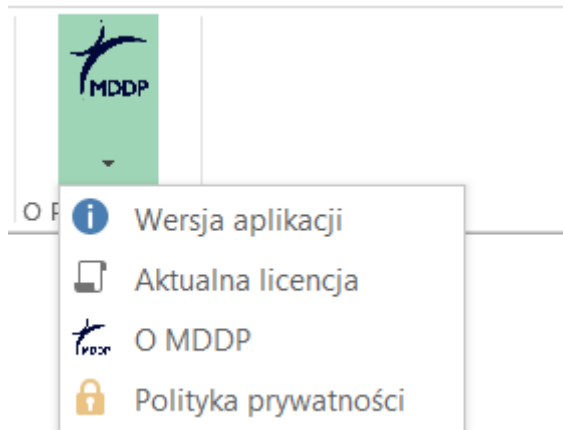 MDDP
O P
Wersja aplikacji
Aktualna licencja
O MDDP
Polityka prywatności